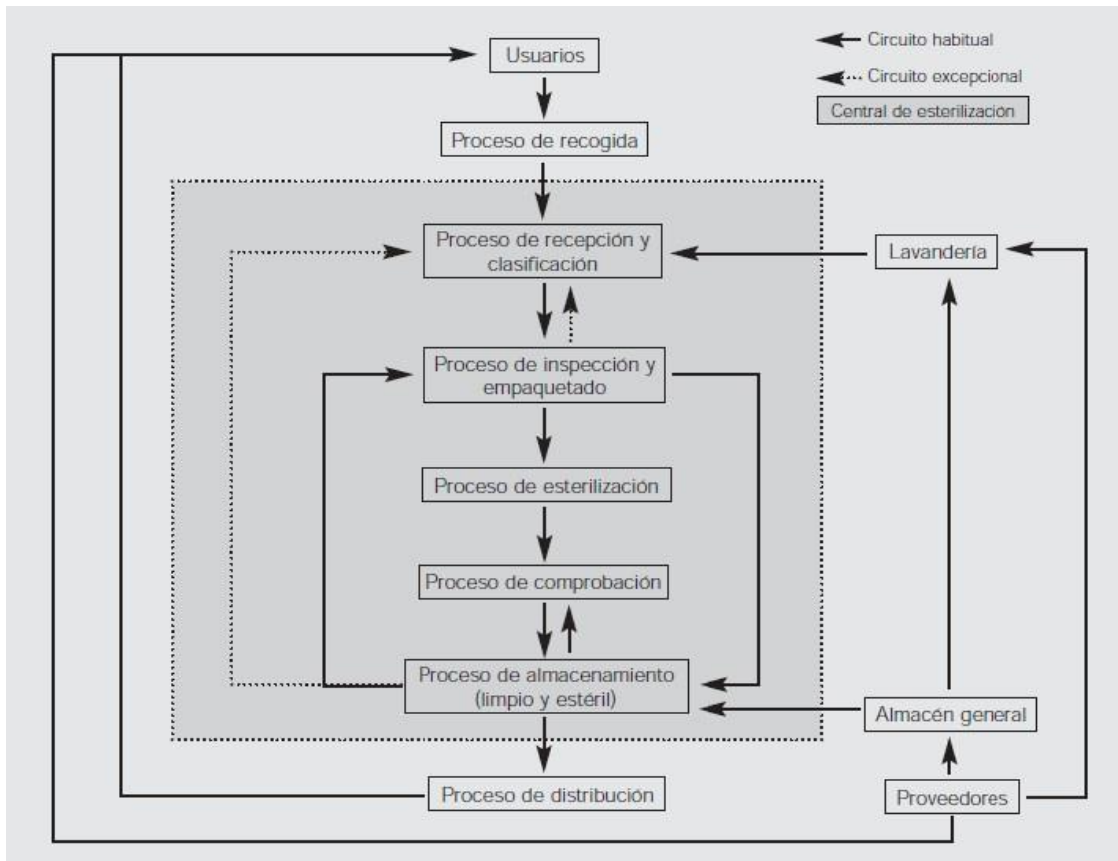 Usuarios
Circuito habitual
Circuito excepcional
Central de esterilización
Proceso de recogida
Proceso de recepción y
clasificación
Lavandería
Proceso de inspección y
empaquetado
Proceso de esterilización
Proceso de comprobación
Proceso de almacenamiento
(limpio y estéril)
Almacén general
Proceso de distribución
Proveedores